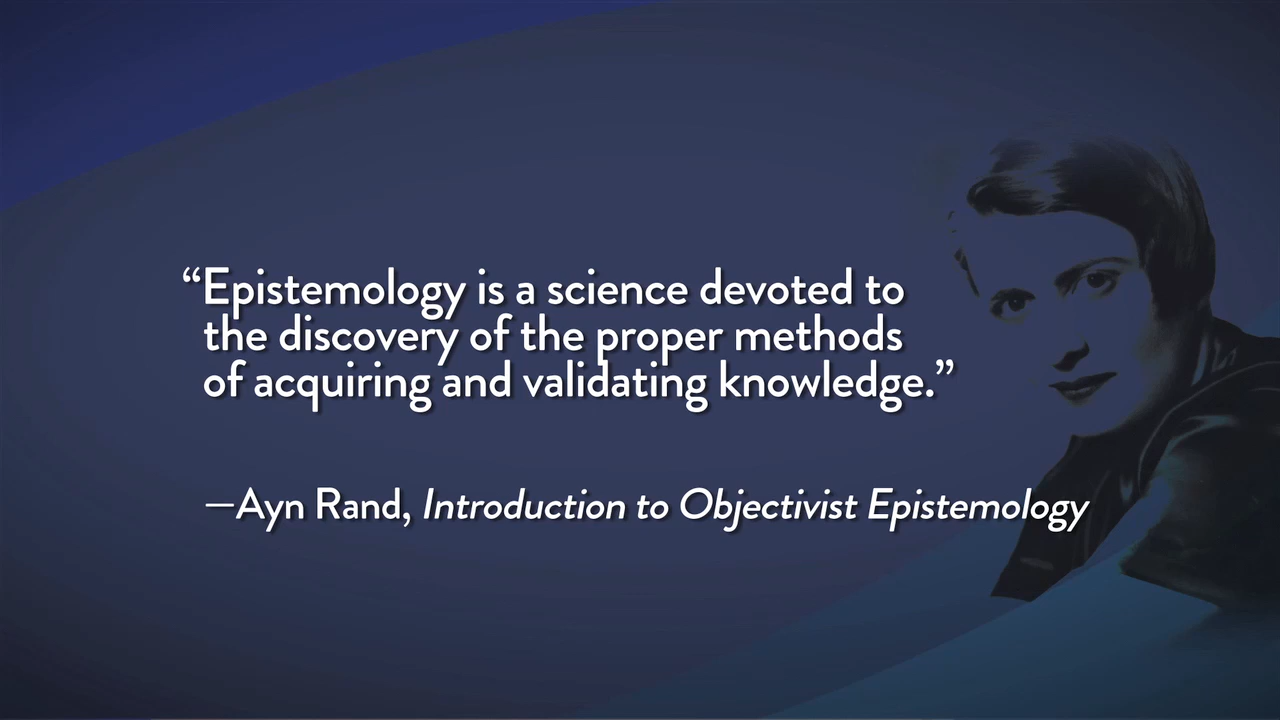 “Epistemology is a science devoted to
the discovery of the proper methods
of acquiring and validating knowledge.”
—Ayn Rand, Introduction to Objectivist Epistemology